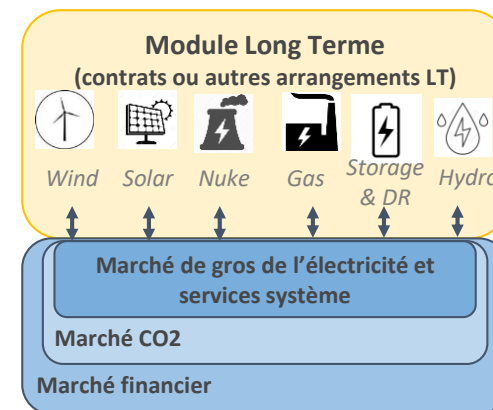 Module Long Terme
(contrats ou autres arrangements LT)
Wind Solar Nuke Gas Storage & DR Hydro
Marché de gros de l'électricité et
services système
Marché CO2
Marché financier